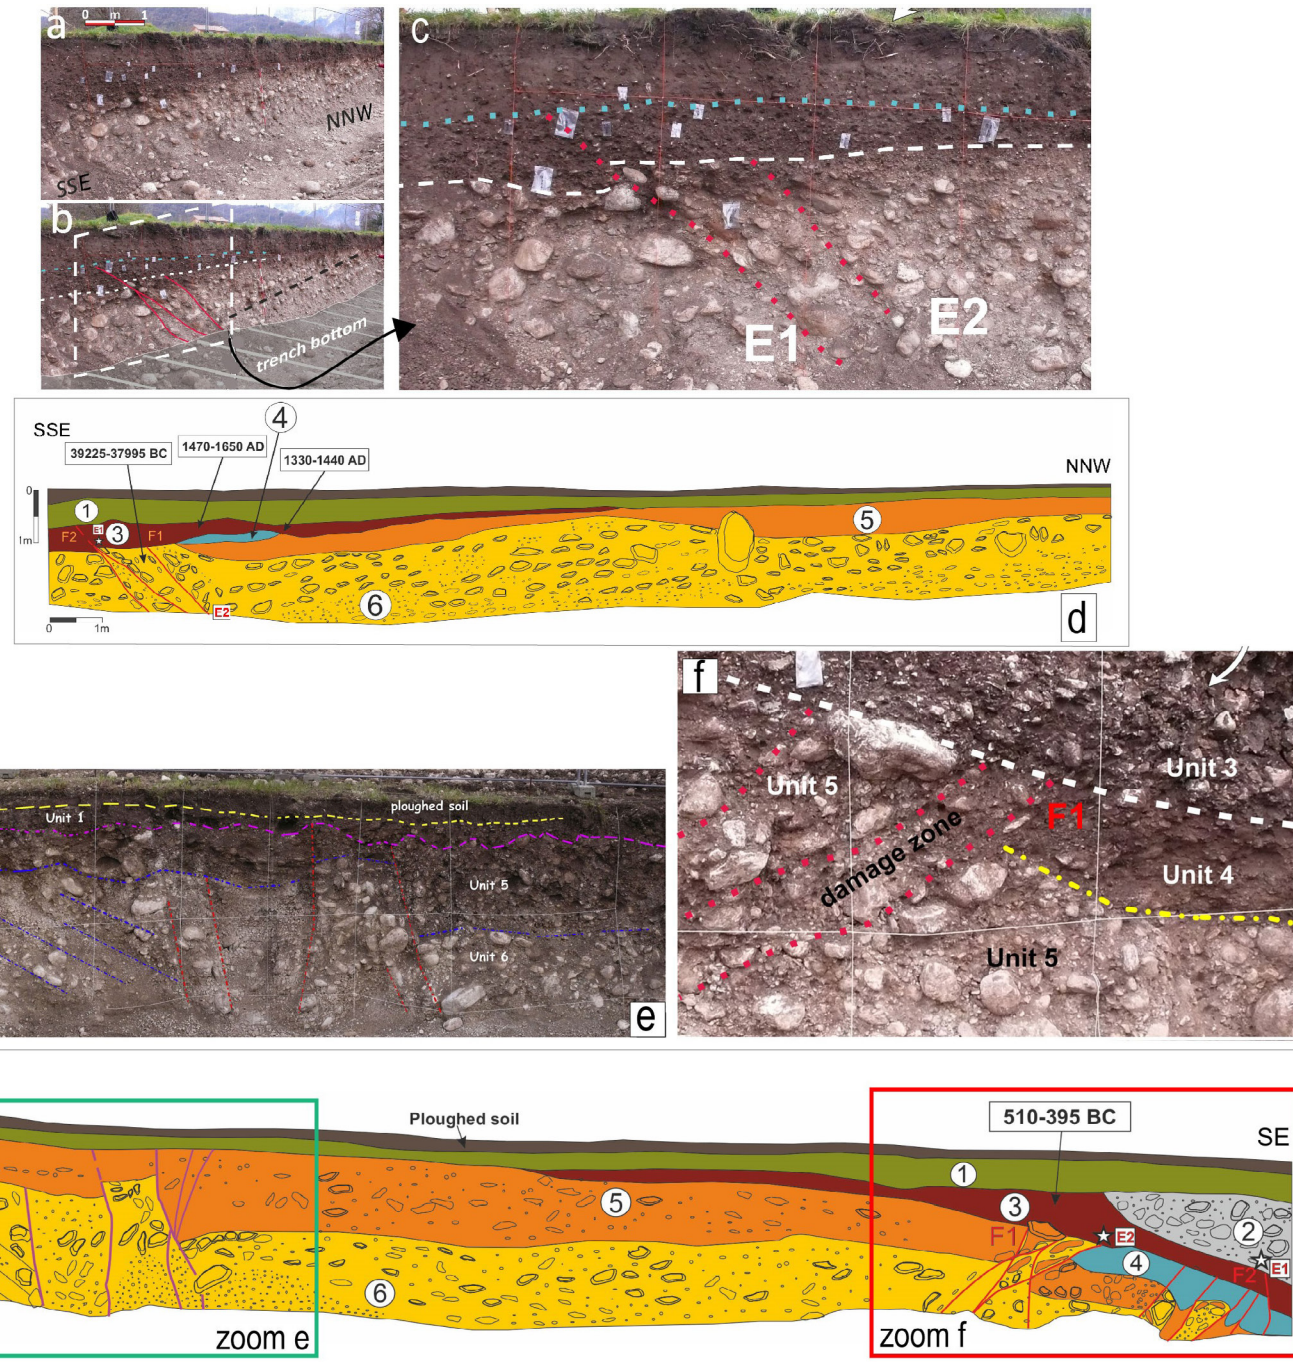 a
0 m 1
NNW
SSE
b
trench bottom
c
E1
E2
4
SSE
1470-1650 AD
39225-37995 BC
1330-1440 AD
NNW
0
1
E1
F2
3
F1
5
1m
6
E2
d
0 1m
f
Unit 5
Unit 3
F1
damage zone
Unit 4
Unit 5
ploughed soil
Unit 1
Unit 5
Unit 6
e
Ploughed soil
510-395 BC
SE
1
5
3
2
F1
E2
4
E1
F2
6
zoom e
zoom f